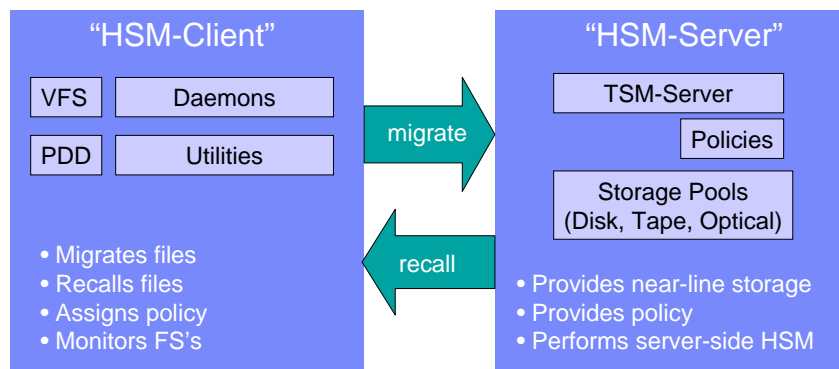 “HSM-Client”
VFS
Daemons
PDD
Utilities
• Migrates files
• Recalls files
• Assigns policy
• Monitors FS's
migrate
recall
“HSM-Server”
TSM-Server
Policies
Storage Pools
(Disk, Tape, Optical)
• Provides near-line storage
• Provides policy
• Performs server-side HSM